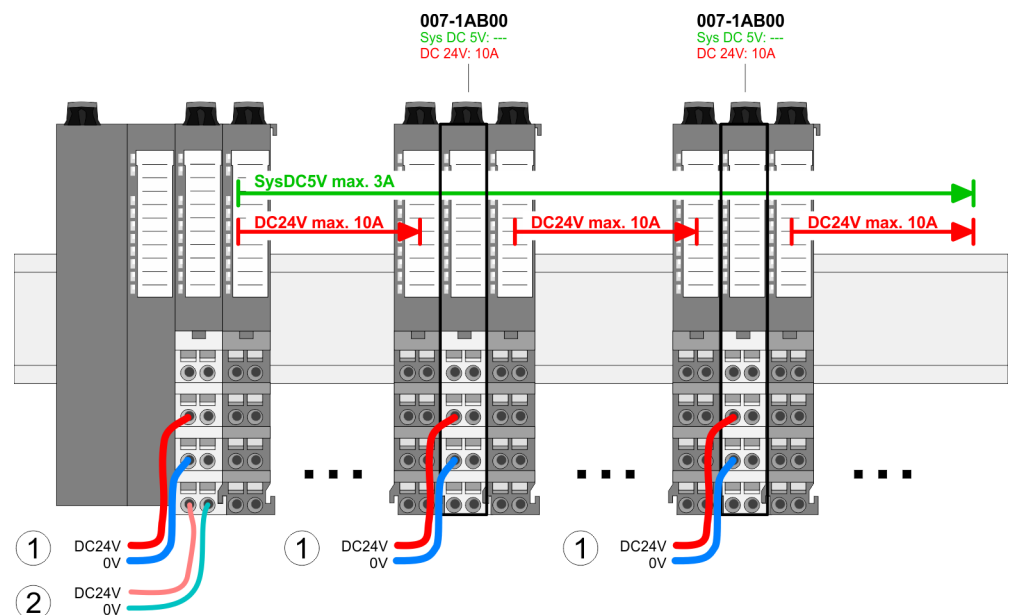 007-1AB00
Sys DC 5V: ---
DC 24V: 10A
007-1AB00
Sys DC 5V: ---
DC 24V: 10A
SysDC5V max. 3A
DC24V max. 10A
DC24V max. 10A
DC24V max. 10A
1
DC24V
0V
1
DC24V
0V
1
DC24V
0V
2
DC24V
0V